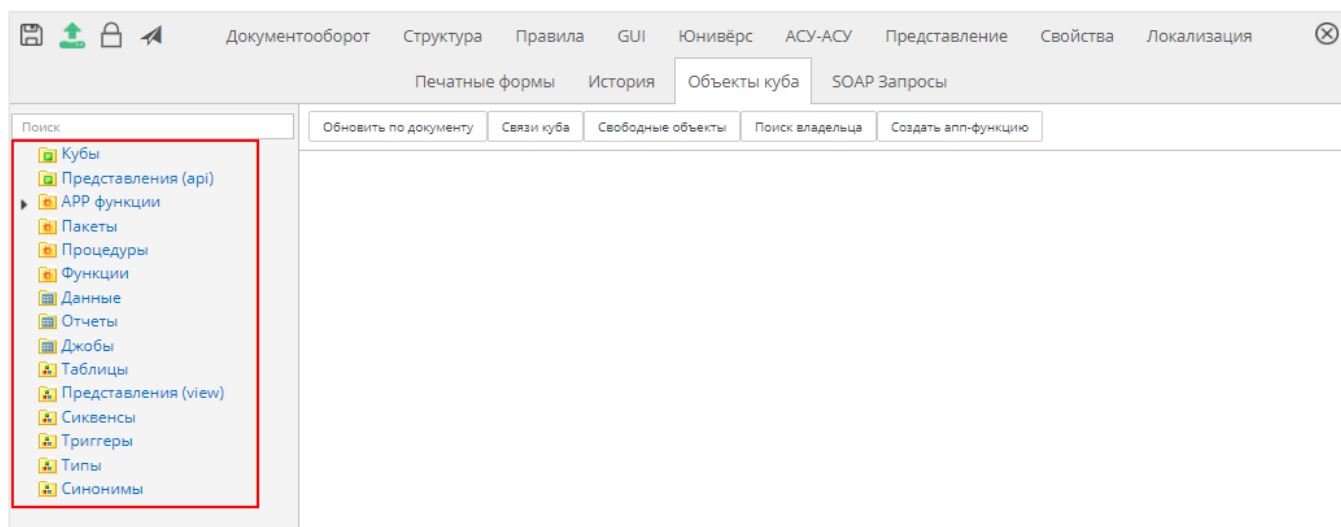 Документооборот Структура Правила GUI Юнивёрс АСУ-АСУ Представление Свойства Локализация
Печатные формы История Объекты куба SOAP Запросы
Поиск
Обновить по документу Связи куба Свободные объекты Поиск владельца Создать апп-функцию
Кубы
Представления (api)
APP функции
Пакеты
Процедуры
Функции
Данные
Отчеты
Джобы
Таблицы
Представления (view)
Сиквенсы
Триггеры
Типы
Синонимы